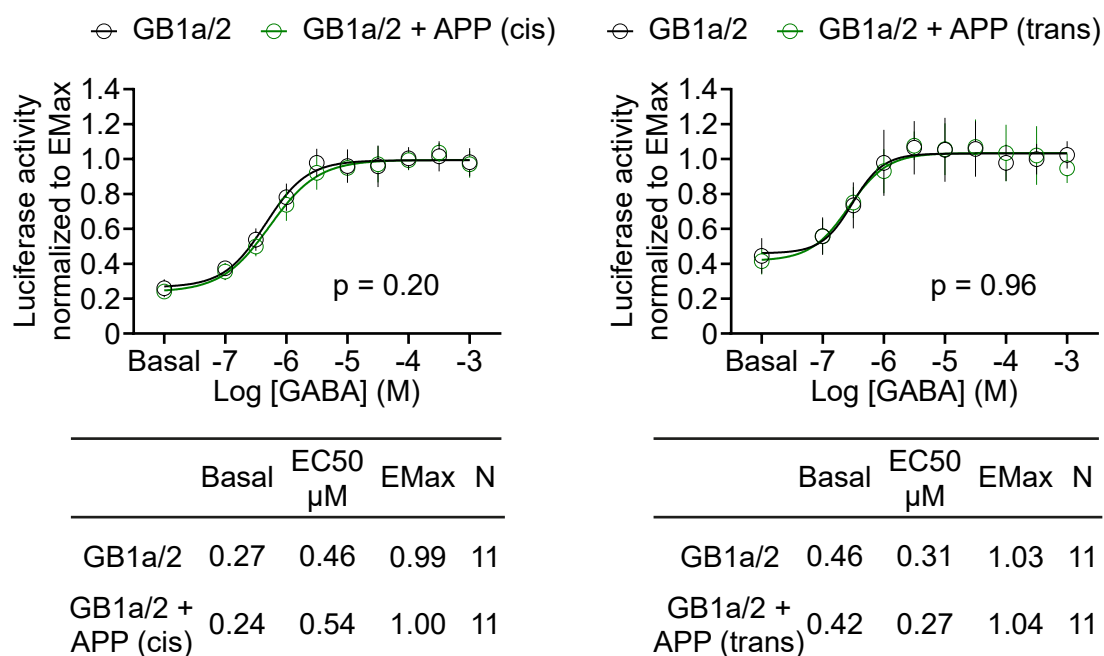 GB1a/2 GB1a/2 + APP (cis)
Luciferase activity
normalized to EMax
1.4
1.2
1.0
0.8
0.6
0.4
0.2
0
p = 0.20
Basal -7 -6 -5 -4 -3
Log [GABA] (M)
Basal EC50 µM EMax N
GB1a/2 0.27 0.46 0.99 11
GB1a/2 + APP (cis) 0.24 0.54 1.00 11
GB1a/2 GB1a/2 + APP (trans)
Luciferase activity
normalized to EMax
1.4
1.2
1.0
0.8
0.6
0.4
0.2
0
p = 0.96
Basal -7 -6 -5 -4 -3
Log [GABA] (M)
Basal EC50 µM EMax N
GB1a/2 0.46 0.31 1.03 11
GB1a/2 + APP (trans) 0.42 0.27 1.04 11